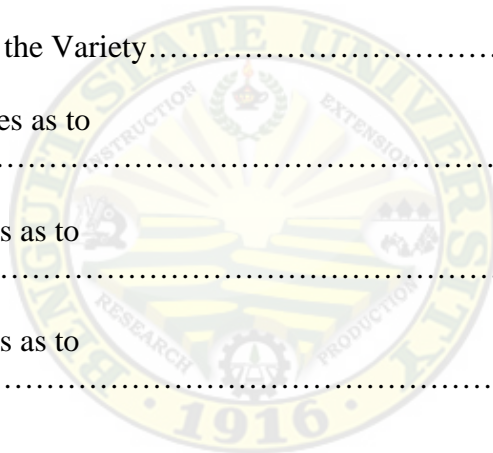 the Variety……………………………
es as to
………………………………………………
s as to
………………………………………………
s as to
………………………………………………
BENGUET STATE UNIVERSITY
INSTRUCTION
EXTENSION
RESEARCH
PRODUCTION
· 1916 ·